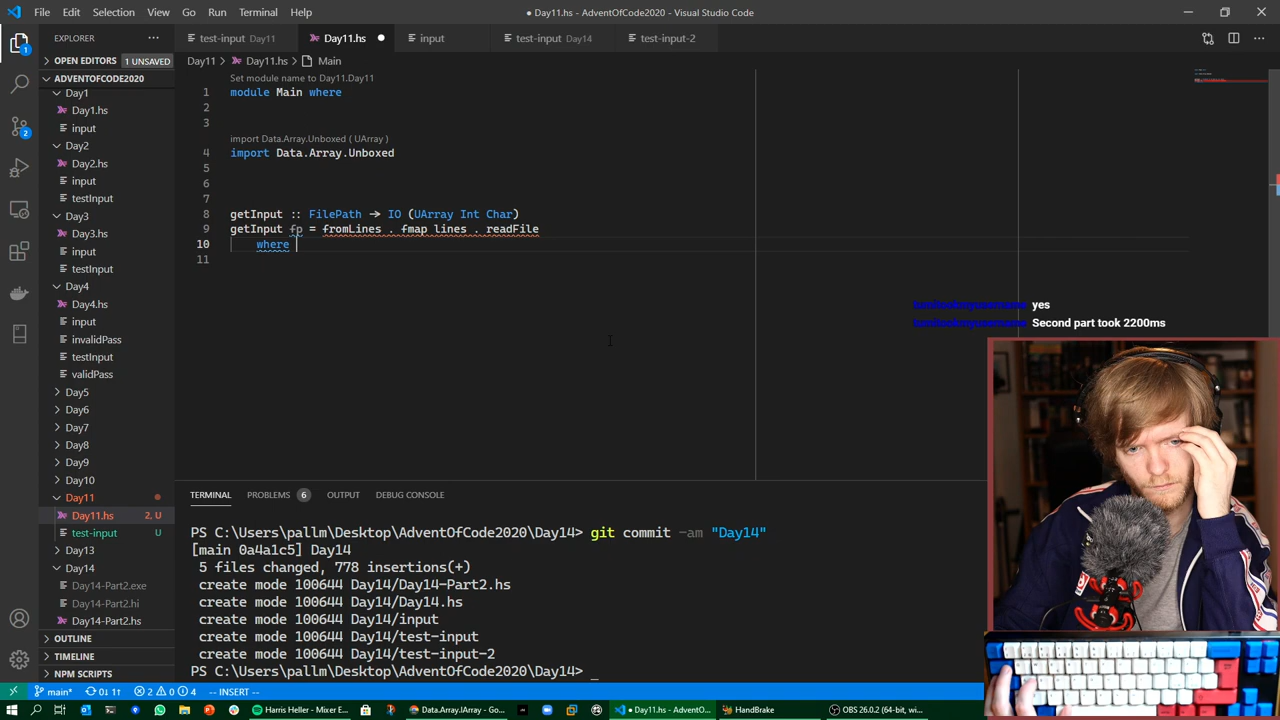 File Edit Selection View Go Run Terminal Help
● Day11.hs - AdventOfCode2020 - Visual Studio Code
EXPLORER
test-input Day11
Day11.hs
input
test-input Day14
test-input-2
OPEN EDITORS 1 UNSAVED
Day11 > Day11.hs > Main
ADVENTOFCODE2020
Day1
Day1.hs
input
Day2
Day2.hs
input
testInput
Day3
Day3.hs
input
testInput
Day4
Day4.hs
input
invalidPass
testInput
validPass
Day5
Day6
Day7
Day8
Day9
Day10
Day11
Day11.hs 2, U
test-input U
Day13
Day14
Day14-Part2.exe
Day14-Part2.hi
Day14-Part2.hs
OUTLINE
TIMELINE
NPM SCRIPTS
Set module name to Day11.Day11
1 module Main where
2
3
import Data.Array.Unboxed ( UArray )
4 import Data.Array.Unboxed
5
6
7
8 getInput :: FilePath → IO (UArray Int Char)
9 getInput fp = fromLines . fmap lines . readFile
10 where
11
yes
Second part took 2200ms
TERMINAL PROBLEMS 6 OUTPUT DEBUG CONSOLE
PS C:\Users\pallm\Desktop\AdventOfCode2020\Day14> git commit -am "Day14"
[main 0a4a1c5] Day14
5 files changed, 778 insertions(+)
create mode 100644 Day14/Day14-Part2.hs
create mode 100644 Day14/Day14.hs
create mode 100644 Day14/input
create mode 100644 Day14/test-input
create mode 100644 Day14/test-input-2
PS C:\Users\pallm\Desktop\AdventOfCode2020\Day14> _
main* 0↓ 1↑ 2 0 4 -- INSERT --
Harris Heller - Mixer E...
Data.Array.IArray - Go...
● Day11.hs - AdventO...
HandBrake
OBS 26.0.2 (64-bit, wi...